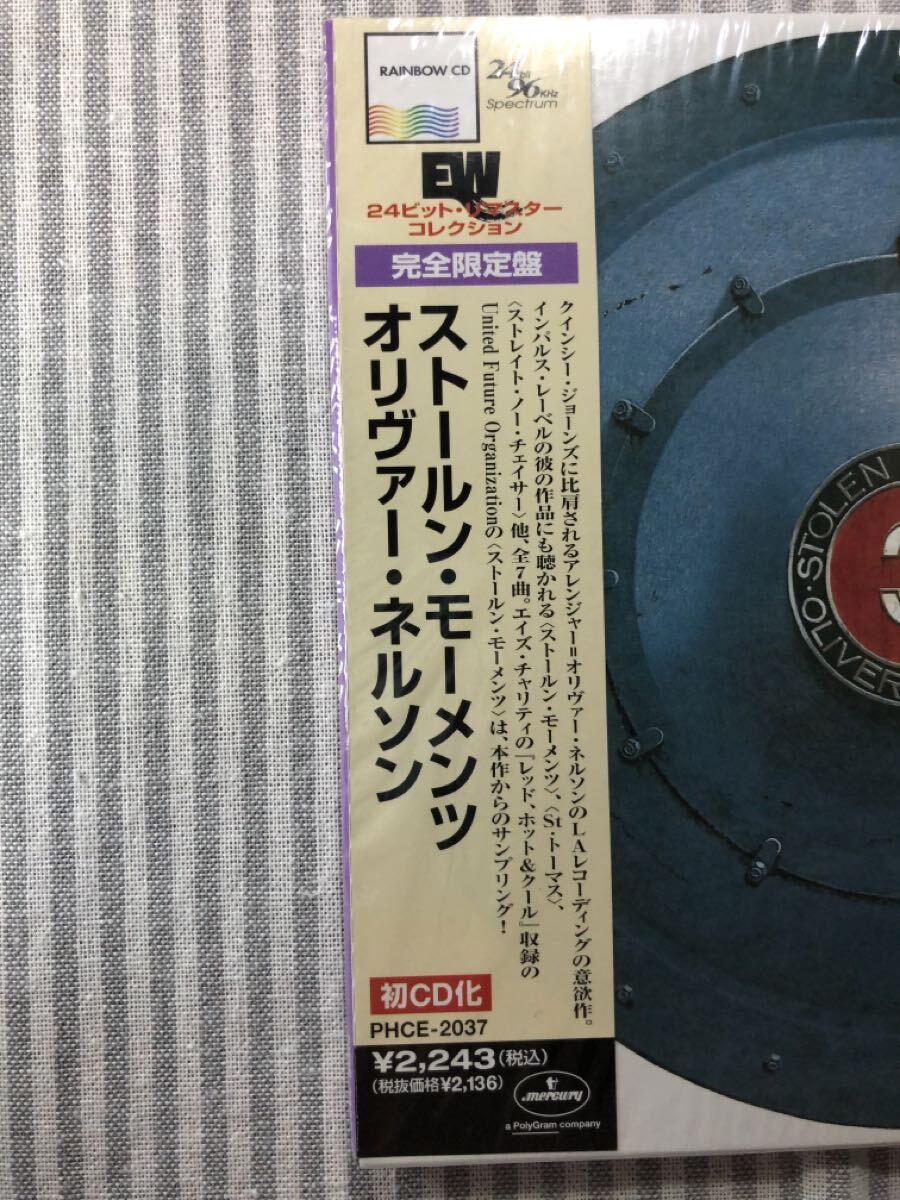 RAINBOW CD
24bit
96KHz
Spectrum
EW
24ビット・リマスター
コレクション
完全限定盤
ストールン・モーメンツ
オリヴァー・ネルソン
クインシー・ジョーンズに比肩されるアレンジャー＝オリヴァー・ネルソンのLAレコーディングの意欲作。
インパルス・レーベルの彼の作品にも聴かれる〈ストールン・モーメンツ〉、〈St・トーマス〉、
〈ストレイト・ノー・チェイサー〉他、全7曲。エイズ・チャリティの『レッド、ホット&クール』収録の
United Future Organizationの〈ストールン・モーメンツ〉は、本作からのサンプリング！
初CD化
PHCE-2037
¥2,243(税込)
(税抜価格¥2,136)
mercury
a PolyGram company
STOLEN
OLIVER